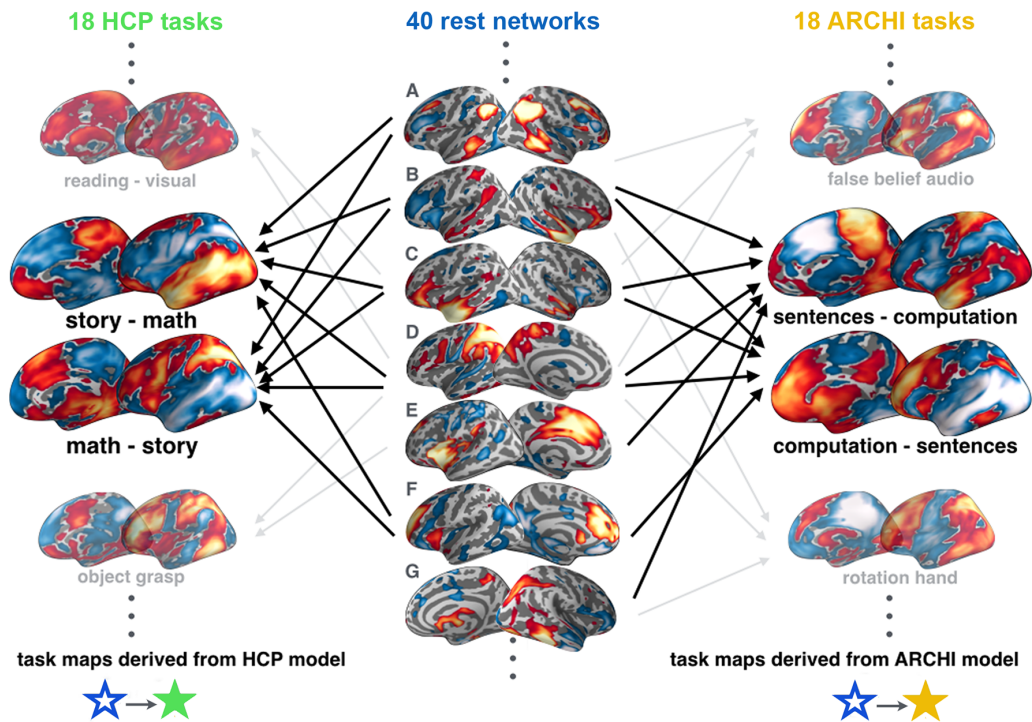 18 HCP tasks
40 rest networks
18 ARCHI tasks
A
reading - visual
false belief audio
B
C
story - math
sentences - computation
D
math - story
computation - sentences
E
F
object grasp
rotation hand
G
task maps derived from HCP model
task maps derived from ARCHI model